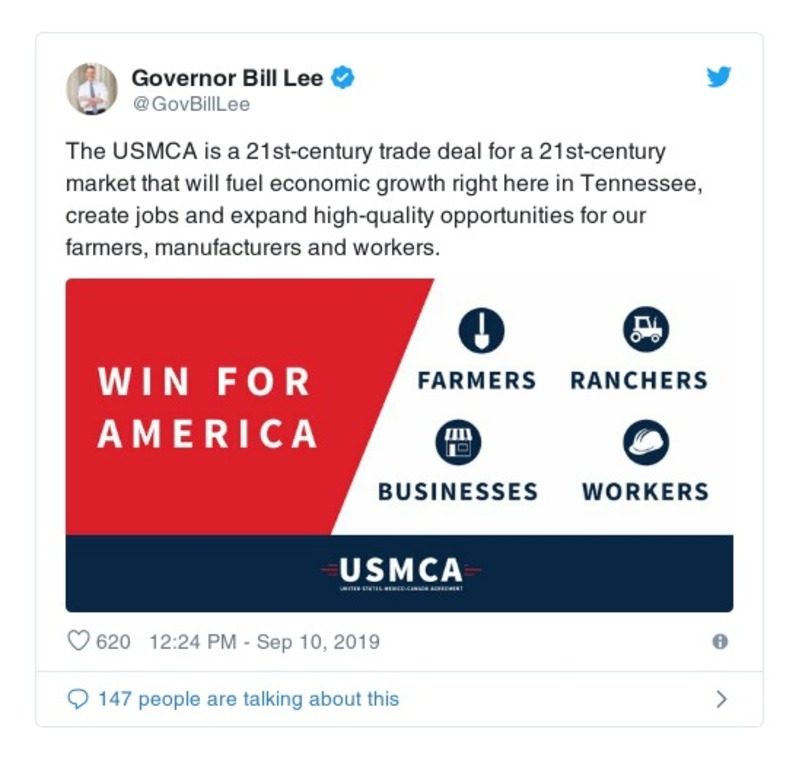 Governor Bill Lee
@GovBillLee
The USMCA is a 21st-century trade deal for a 21st-century
market that will fuel economic growth right here in Tennessee,
create jobs and expand high-quality opportunities for our
farmers, manufacturers and workers.
WIN FOR
AMERICA
FARMERS RANCHERS
BUSINESSES WORKERS
USMCA
UNITED STATES-MEXICO-CANADA AGREEMENT
620 12:24 PM - Sep 10, 2019
147 people are talking about this